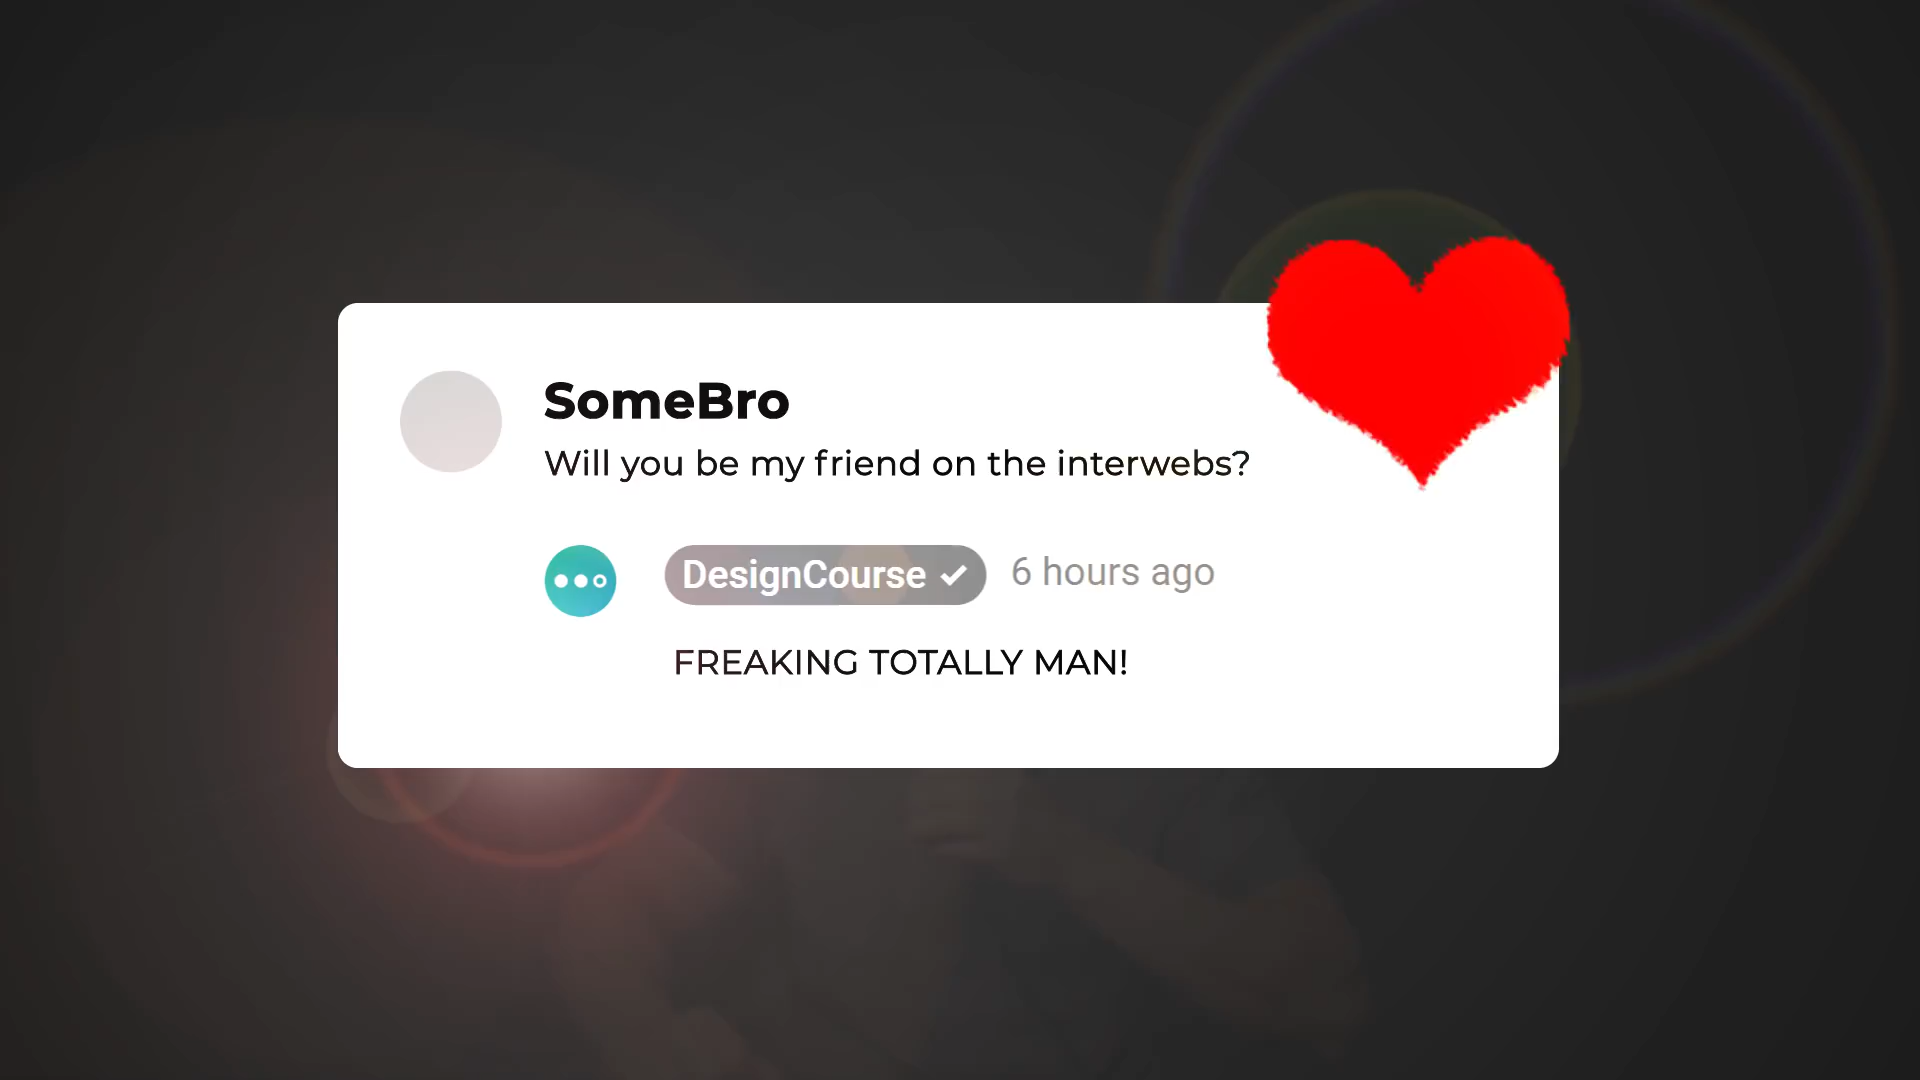 SomeBro
Will you be my friend on the interwebs?
DesignCourse 6 hours ago
FREAKING TOTALLY MAN!